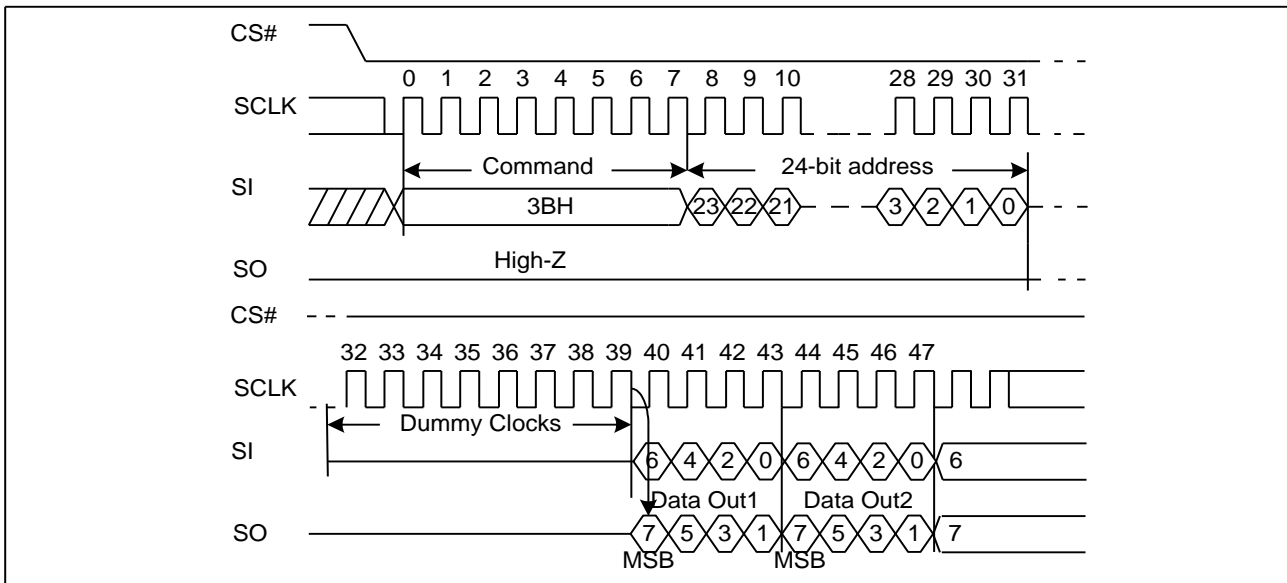 CS#
0 1 2 3 4 5 6 7 8 9 10 28 29 30 31
SCLK
Command 24-bit address
SI
3BH 23 22 21 3 2 1 0
High-Z
SO
CS#
32 33 34 35 36 37 38 39 40 41 42 43 44 45 46 47
SCLK
Dummy Clocks
SI 6 4 2 0 6 4 2 0 6
Data Out1 Data Out2
SO 7 5 3 1 7 5 3 1 7
MSB MSB